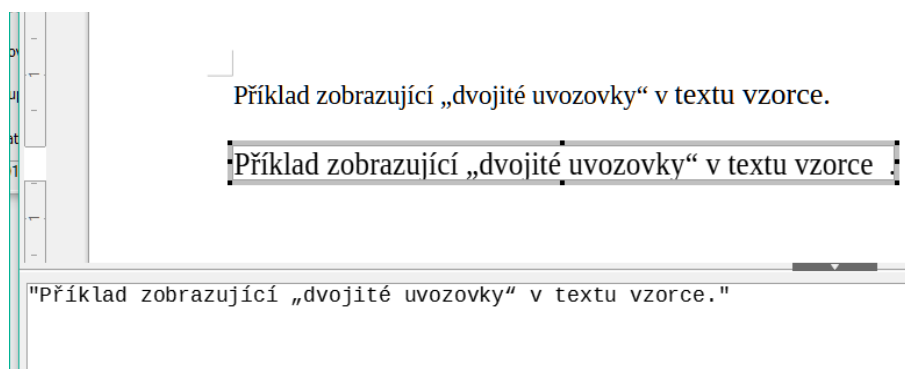 Příklad zobrazující „dvojité uvozovky“ v textu vzorce.
Příklad zobrazující „dvojité uvozovky“ v textu vzorce .
"Příklad zobrazující „dvojité uvozovky“ v textu vzorce."